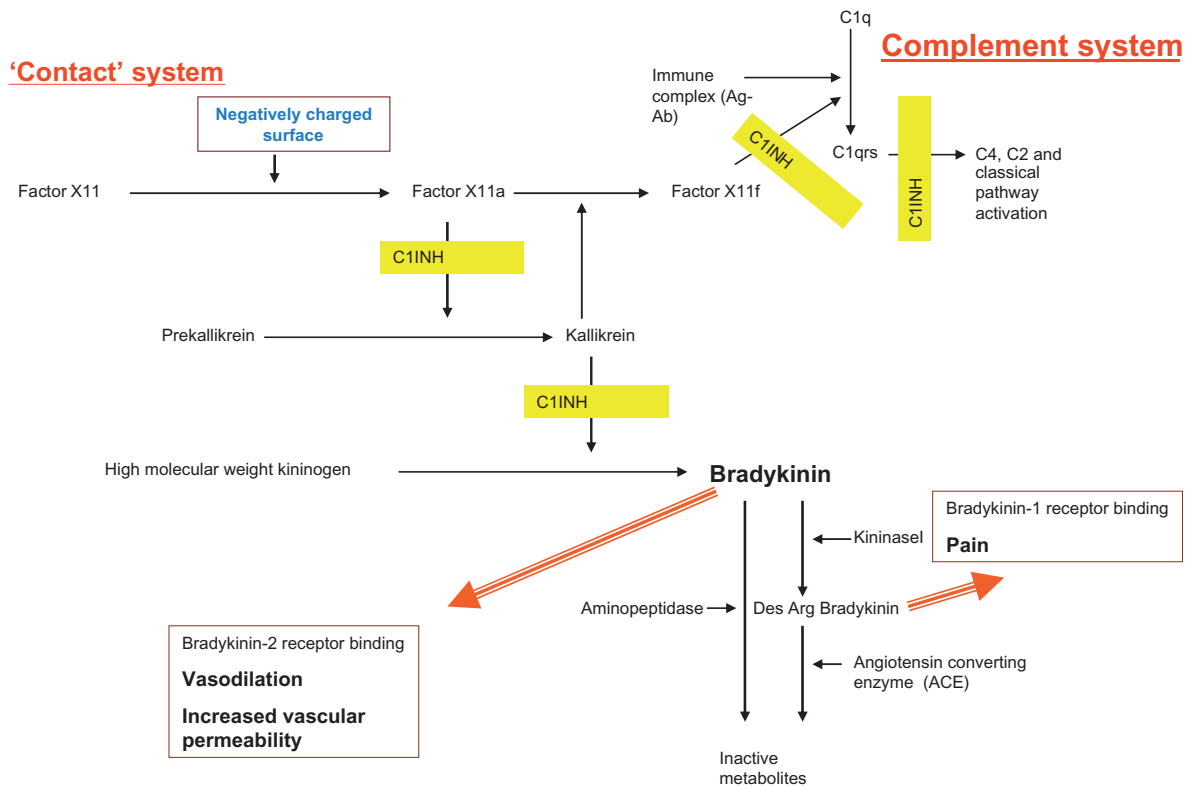 C1q
Complement system
'Contact' system
Immune
complex (Ag-
Ab)
Negatively charged
surface
C1INH
C1qrs
C1INH
C4, C2 and
classical
pathway
activation
Factor X11
Factor X11a
Factor X11f
C1INH
Prekallikrein
Kallikrein
C1INH
High molecular weight kininogen
Bradykinin
Bradykinin-1 receptor binding
Pain
Kininasel
Aminopeptidase
Des Arg Bradykinin
Bradykinin-2 receptor binding
Vasodilation
Increased vascular
permeability
Angiotensin converting
enzyme (ACE)
Inactive
metabolites